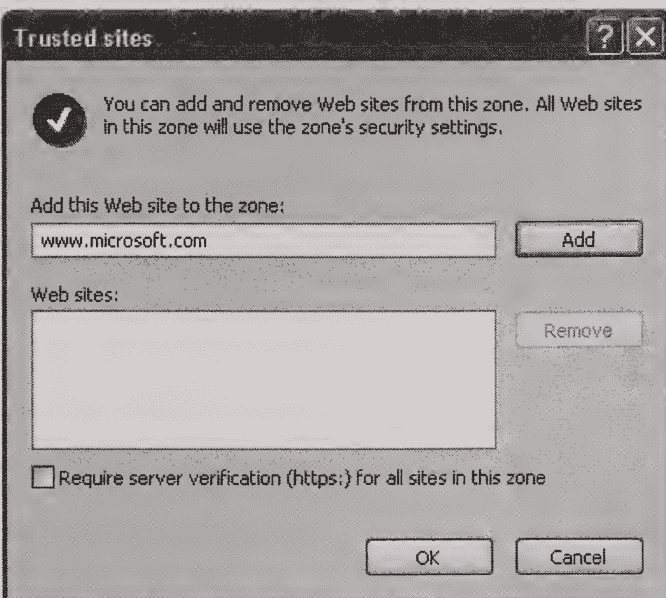 Trusted sites
You can add and remove Web sites from this zone. All Web sites
in this zone will use the zone's security settings.
Add this Web site to the zone:
www.microsoft.com
Add
Web sites:
Remove
Require server verification (https:) for all sites in this zone
OK
Cancel